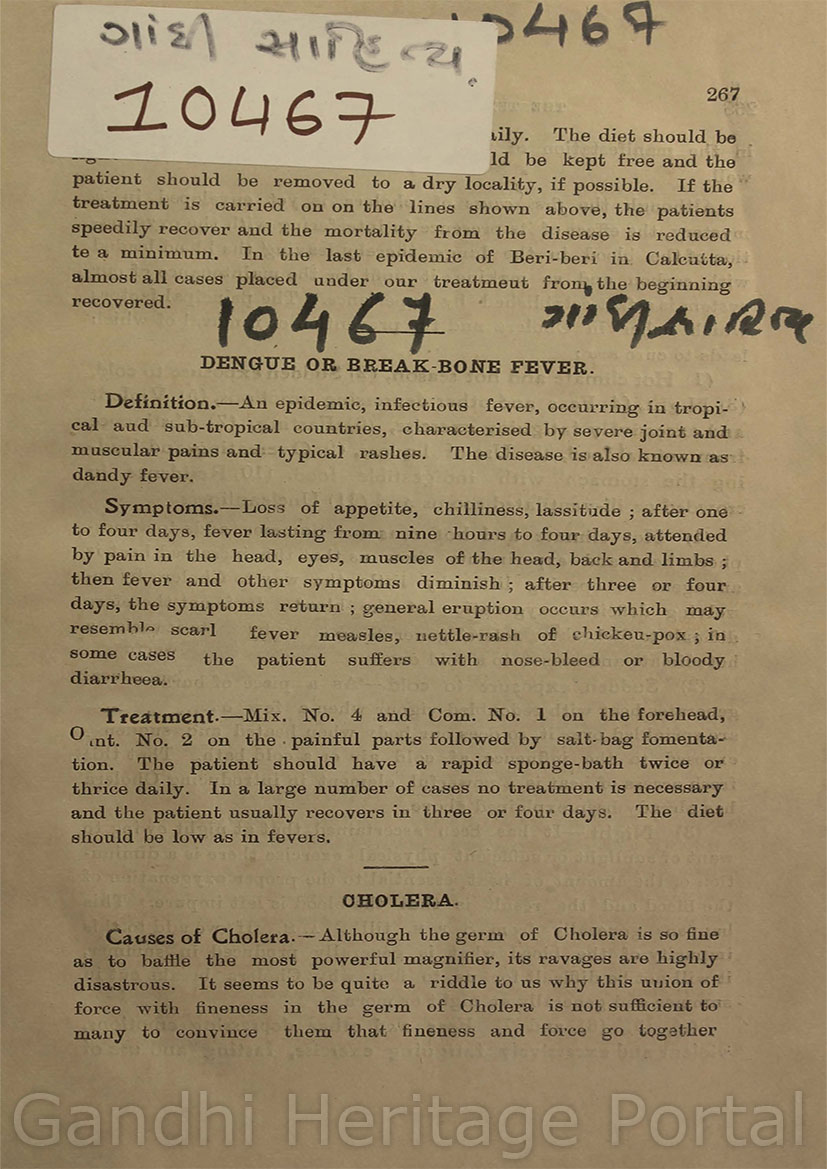 10467
ગાંધી સાહિત્ય
10467
267
ily. The diet should be
ld be kept free and the
patient should be removed to a dry locality, if possible. If the
treatment is carried on on the lines shown above, the patients
speedily recover and the mortality from the disease is reduced
te a minimum. In the last epidemic of Beri-beri in Calcutta,
almost all cases placed under our treatment from the beginning
recovered.
10467 ગાંધી સાહિત્ય
DENGUE OR BREAK-BONE FEVER.
Definition.—An epidemic, infectious fever, occurring in tropi-
cal aud sub-tropical countries, characterised by severe joint and
muscular pains and typical rashes. The disease is also known as
dandy fever.
Symptoms.—Loss of appetite, chilliness, lassitude ; after one
to four days, fever lasting from nine hours to four days, attended
by pain in the head, eyes, muscles of the head, back and limbs ;
then fever and other symptoms diminish ; after three or four
days, the symptoms return ; general eruption occurs which may
resemble scarl fever measles, nettle-rash of chickeu-pox ; in
some cases the patient suffers with nose-bleed or bloody
diarrheea.
Treatment.—Mix. No. 4 and Com. No. 1 on the forehead,
Oint. No. 2 on the painful parts followed by salt-bag fomenta-
tion. The patient should have a rapid sponge-bath twice or
thrice daily. In a large number of cases no treatment is necessary
and the patient usually recovers in three or four days. The diet
should be low as in fevers.
CHOLERA.
Causes of Cholera.—Although the germ of Cholera is so fine
as to baffle the most powerful magnifier, its ravages are highly
disastrous. It seems to be quite a riddle to us why this union of
force with fineness in the germ of Cholera is not sufficient to
many to convince them that fineness and force go together
Gandhi Heritage Portal